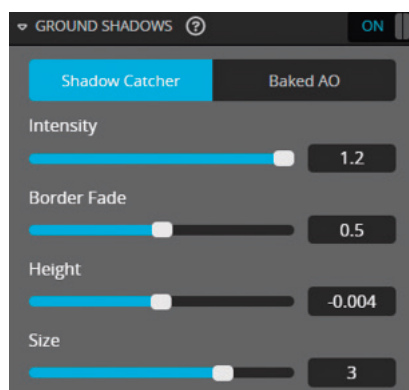 GROUND SHADOWS ? ON
Shadow Catcher Baked AO
Intensity
1.2
Border Fade
0.5
Height
-0.004
Size
3